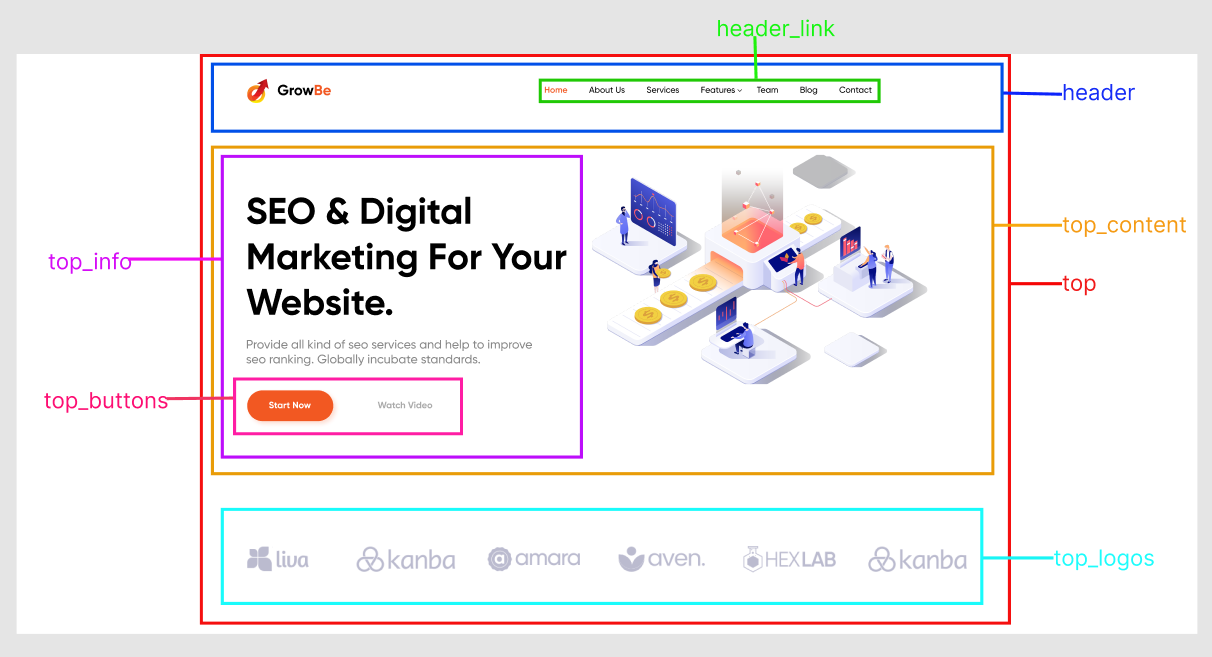 header_link
GrowBe
Home About Us Services Features Team Blog Contact
header
SEO & Digital
Marketing For Your
Website.
top_content
top_info
top
Provide all kind of seo services and help to improve
seo ranking. Globally incubate standards.
top_buttons
Start Now Watch Video
liva kanba amara aven. HEXLAB kanba
top_logos